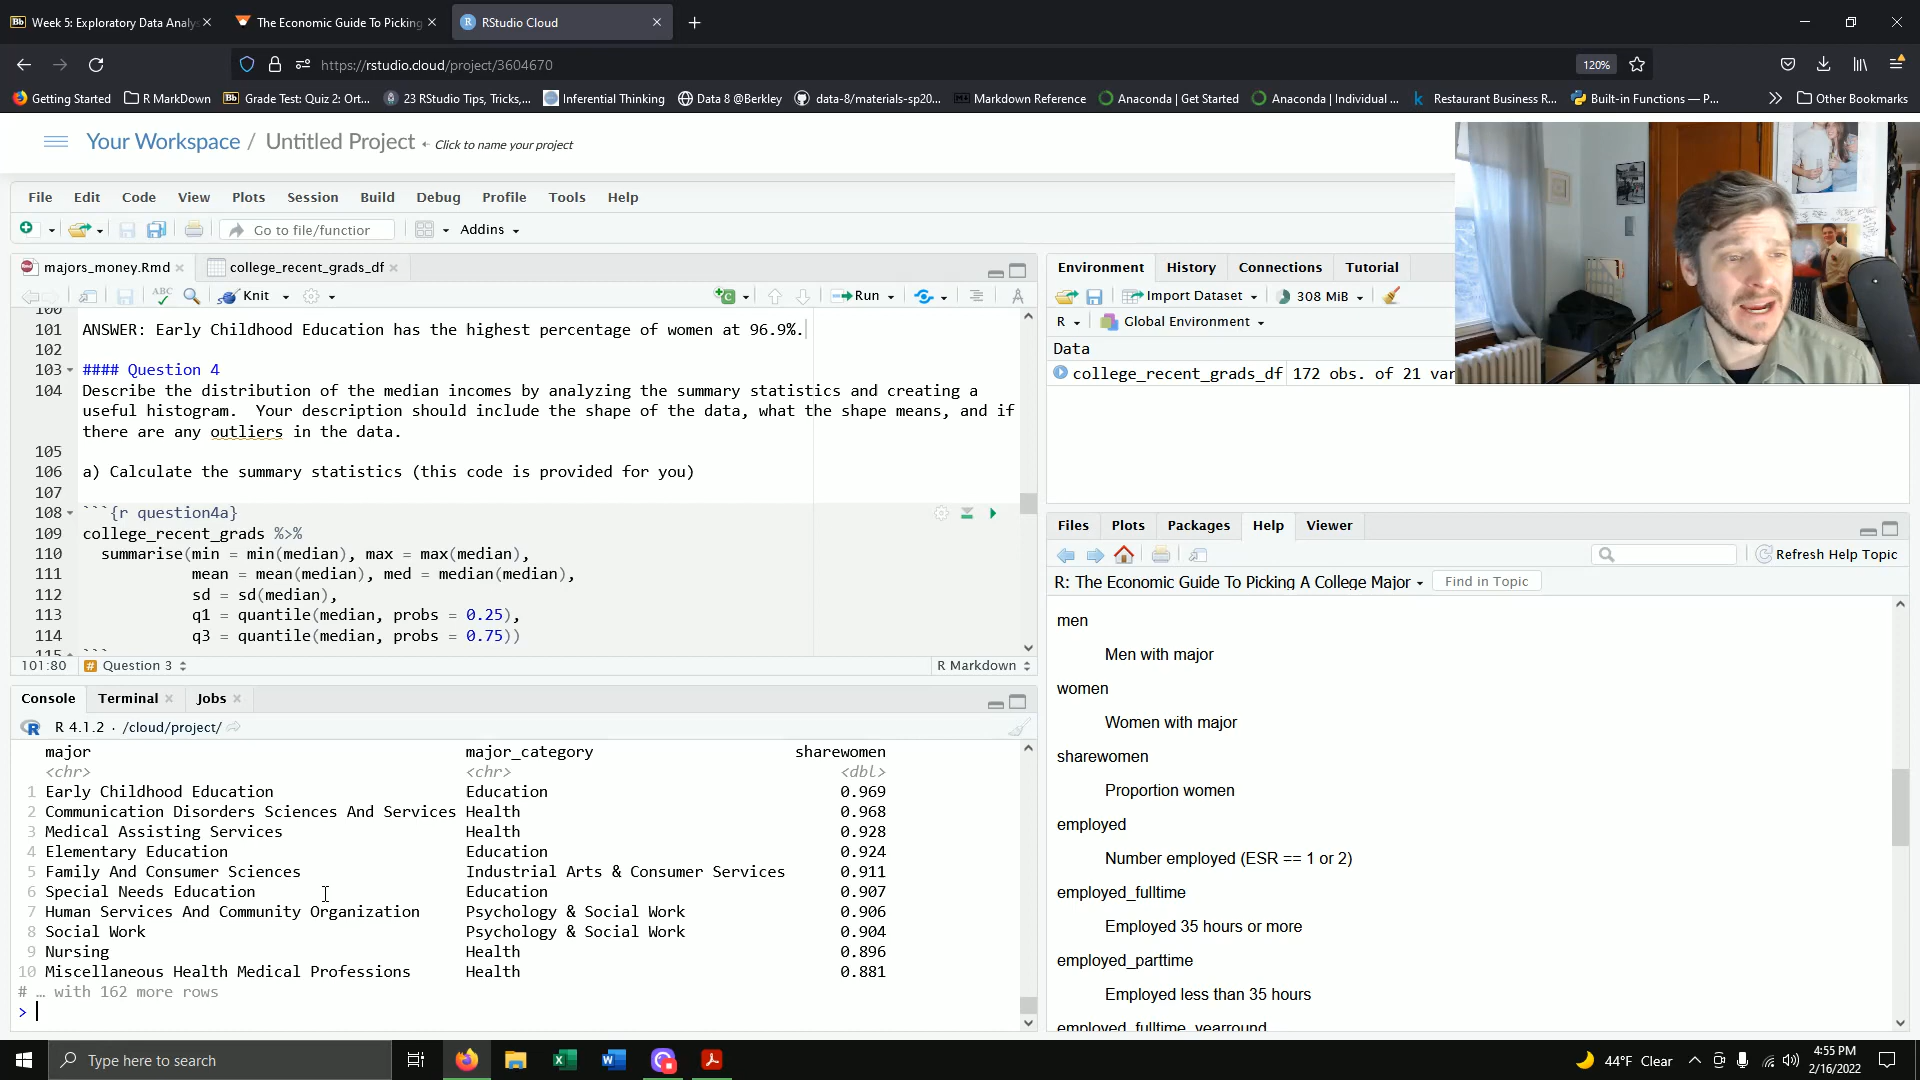 Week 5: Exploratory Data Analys
The Economic Guide To Picking
RStudio Cloud
https://rstudio.cloud/project/3604670
120%
Getting Started
R MarkDown
Grade Test: Quiz 2: Ort...
23 RStudio Tips, Tricks,...
Inferential Thinking
Data 8 @Berkley
data-8/materials-sp20...
Markdown Reference
Anaconda | Get Started
Anaconda | Individual ...
Restaurant Business R...
Built-in Functions — P...
Other Bookmarks
Your Workspace / Untitled Project
Click to name your project
File Edit Code View Plots Session Build Debug Profile Tools Help
Go to file/function
Addins
majors_money.Rmd
college_recent_grads_df
ABC
Knit
Run
100
101 ANSWER: Early Childhood Education has the highest percentage of women at 96.9%.
102
103 #### Question 4
104 Describe the distribution of the median incomes by analyzing the summary statistics and creating a
useful histogram. Your description should include the shape of the data, what the shape means, and if
there are any outliers in the data.
105
106 a) Calculate the summary statistics (this code is provided for you)
107
108 ```{r question4a}
109 college_recent_grads %>%
110 summarise(min = min(median), max = max(median),
111 mean = mean(median), med = median(median),
112 sd = sd(median),
113 q1 = quantile(median, probs = 0.25),
114 q3 = quantile(median, probs = 0.75))
115 ```
101:80
# Question 3
R Markdown
Console Terminal Jobs
R 4.1.2 · /cloud/project/
major major_category sharewomen
<chr> <chr> <dbl>
1 Early Childhood Education Education 0.969
2 Communication Disorders Sciences And Services Health 0.968
3 Medical Assisting Services Health 0.928
4 Elementary Education Education 0.924
5 Family And Consumer Sciences Industrial Arts & Consumer Services 0.911
6 Special Needs Education Education 0.907
7 Human Services And Community Organization Psychology & Social Work 0.906
8 Social Work Psychology & Social Work 0.904
9 Nursing Health 0.896
10 Miscellaneous Health Medical Professions Health 0.881
# … with 162 more rows
>
Environment History Connections Tutorial
Import Dataset
308 MiB
R
Global Environment
Data
college_recent_grads_df 172 obs. of 21 var
Files Plots Packages Help Viewer
Refresh Help Topic
R: The Economic Guide To Picking A College Major
Find in Topic
men
Men with major
women
Women with major
sharewomen
Proportion women
employed
Number employed (ESR == 1 or 2)
employed_fulltime
Employed 35 hours or more
employed_parttime
Employed less than 35 hours
employed_fulltime_yearround
Type here to search
44°F Clear
4:55 PM
2/16/2022